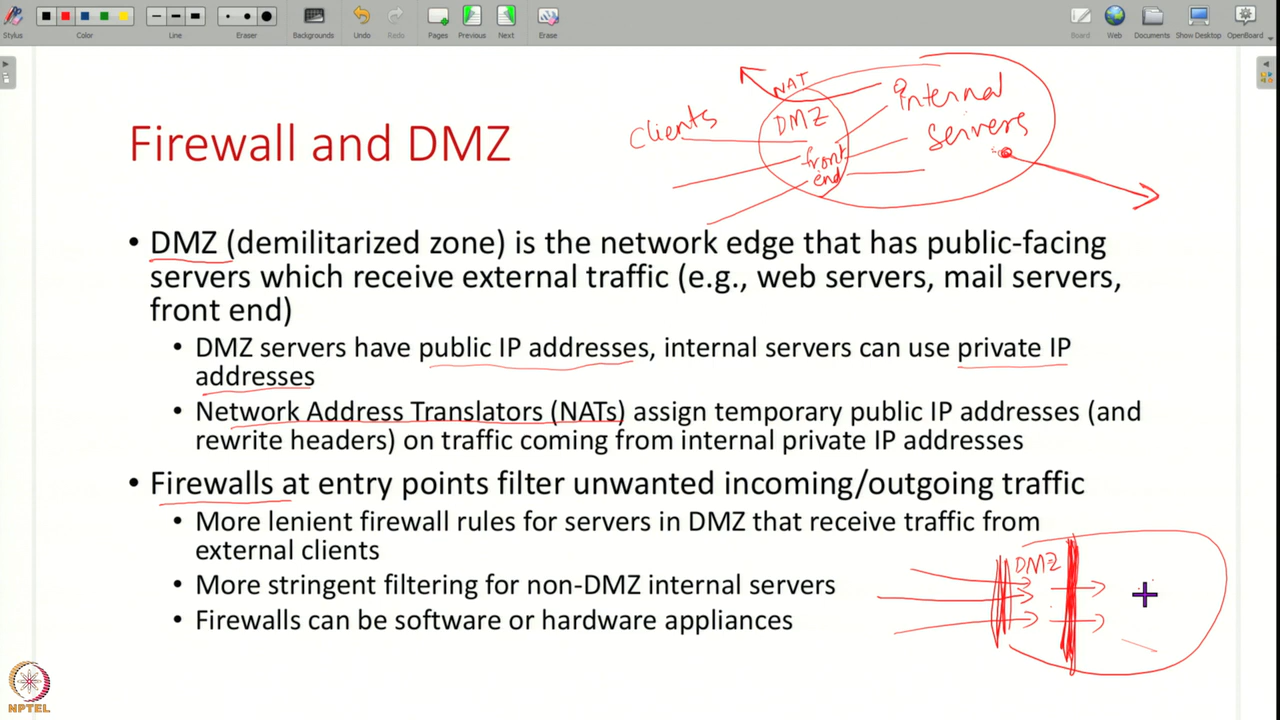 Stylus
Color
Line
Eraser
Backgrounds
Undo
Redo
Pages
Previous
Next
Erase
Board
Web
Documents
Show Desktop
OpenBoard
Firewall and DMZ
NAT
Clients
DMZ
front
end
internal
servers
• DMZ (demilitarized zone) is the network edge that has public-facing
servers which receive external traffic (e.g., web servers, mail servers,
front end)
• DMZ servers have public IP addresses, internal servers can use private IP
addresses
• Network Address Translators (NATs) assign temporary public IP addresses (and
rewrite headers) on traffic coming from internal private IP addresses
• Firewalls at entry points filter unwanted incoming/outgoing traffic
• More lenient firewall rules for servers in DMZ that receive traffic from
external clients
• More stringent filtering for non-DMZ internal servers
• Firewalls can be software or hardware appliances
DMZ
NPTEL